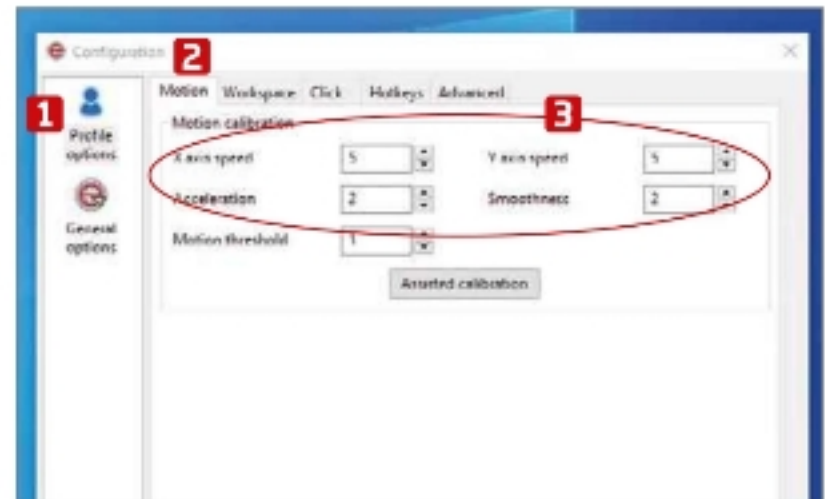 Configuration
2
1
3
Profile
options
General
options
Motion Workspace Click Hotkeys Advanced
Motion calibration
X axis speed 5 Y axis speed 5
Acceleration 2 Smoothness 2
Motion threshold 1
Assisted calibration